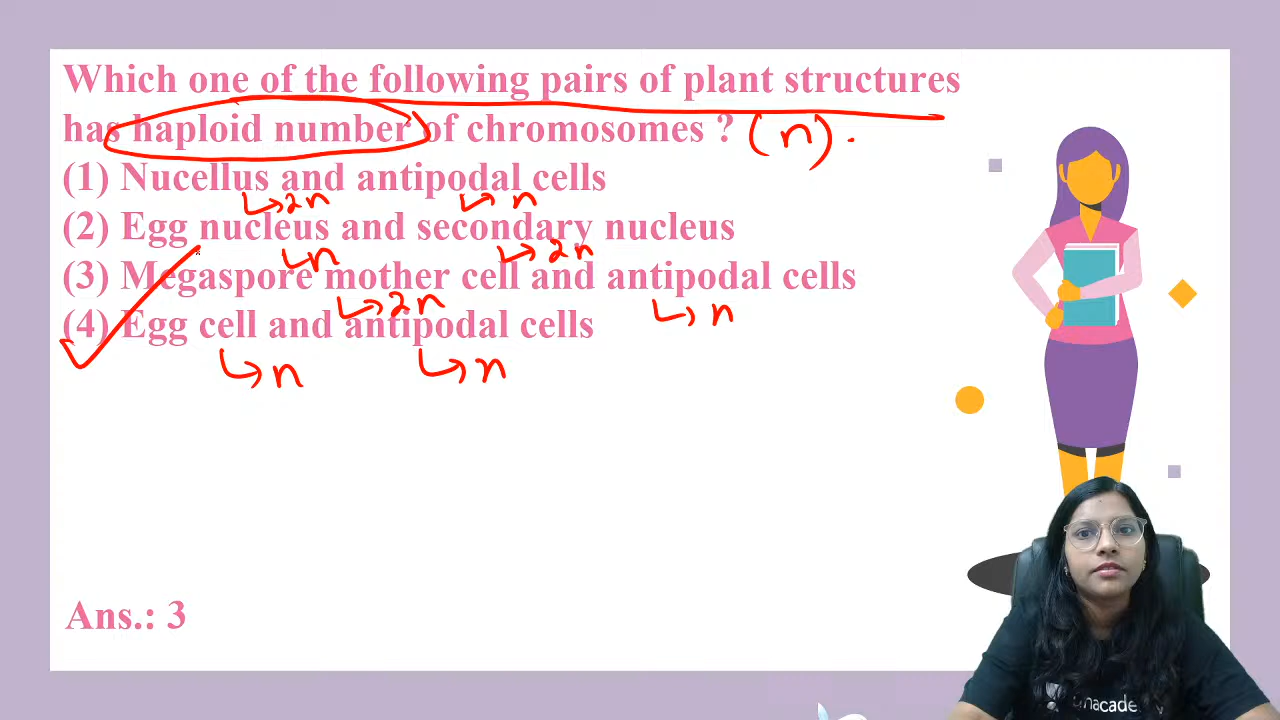 Which one of the following pairs of plant structures
has haploid number of chromosomes ? (n).
(1) Nucellus and antipodal cells
↳2n ↳n
(2) Egg nucleus and secondary nucleus
↳n ↳2n
(3) Megaspore mother cell and antipodal cells
↳2n ↳n
(4) Egg cell and antipodal cells
↳n ↳n
Ans.: 3
unacade